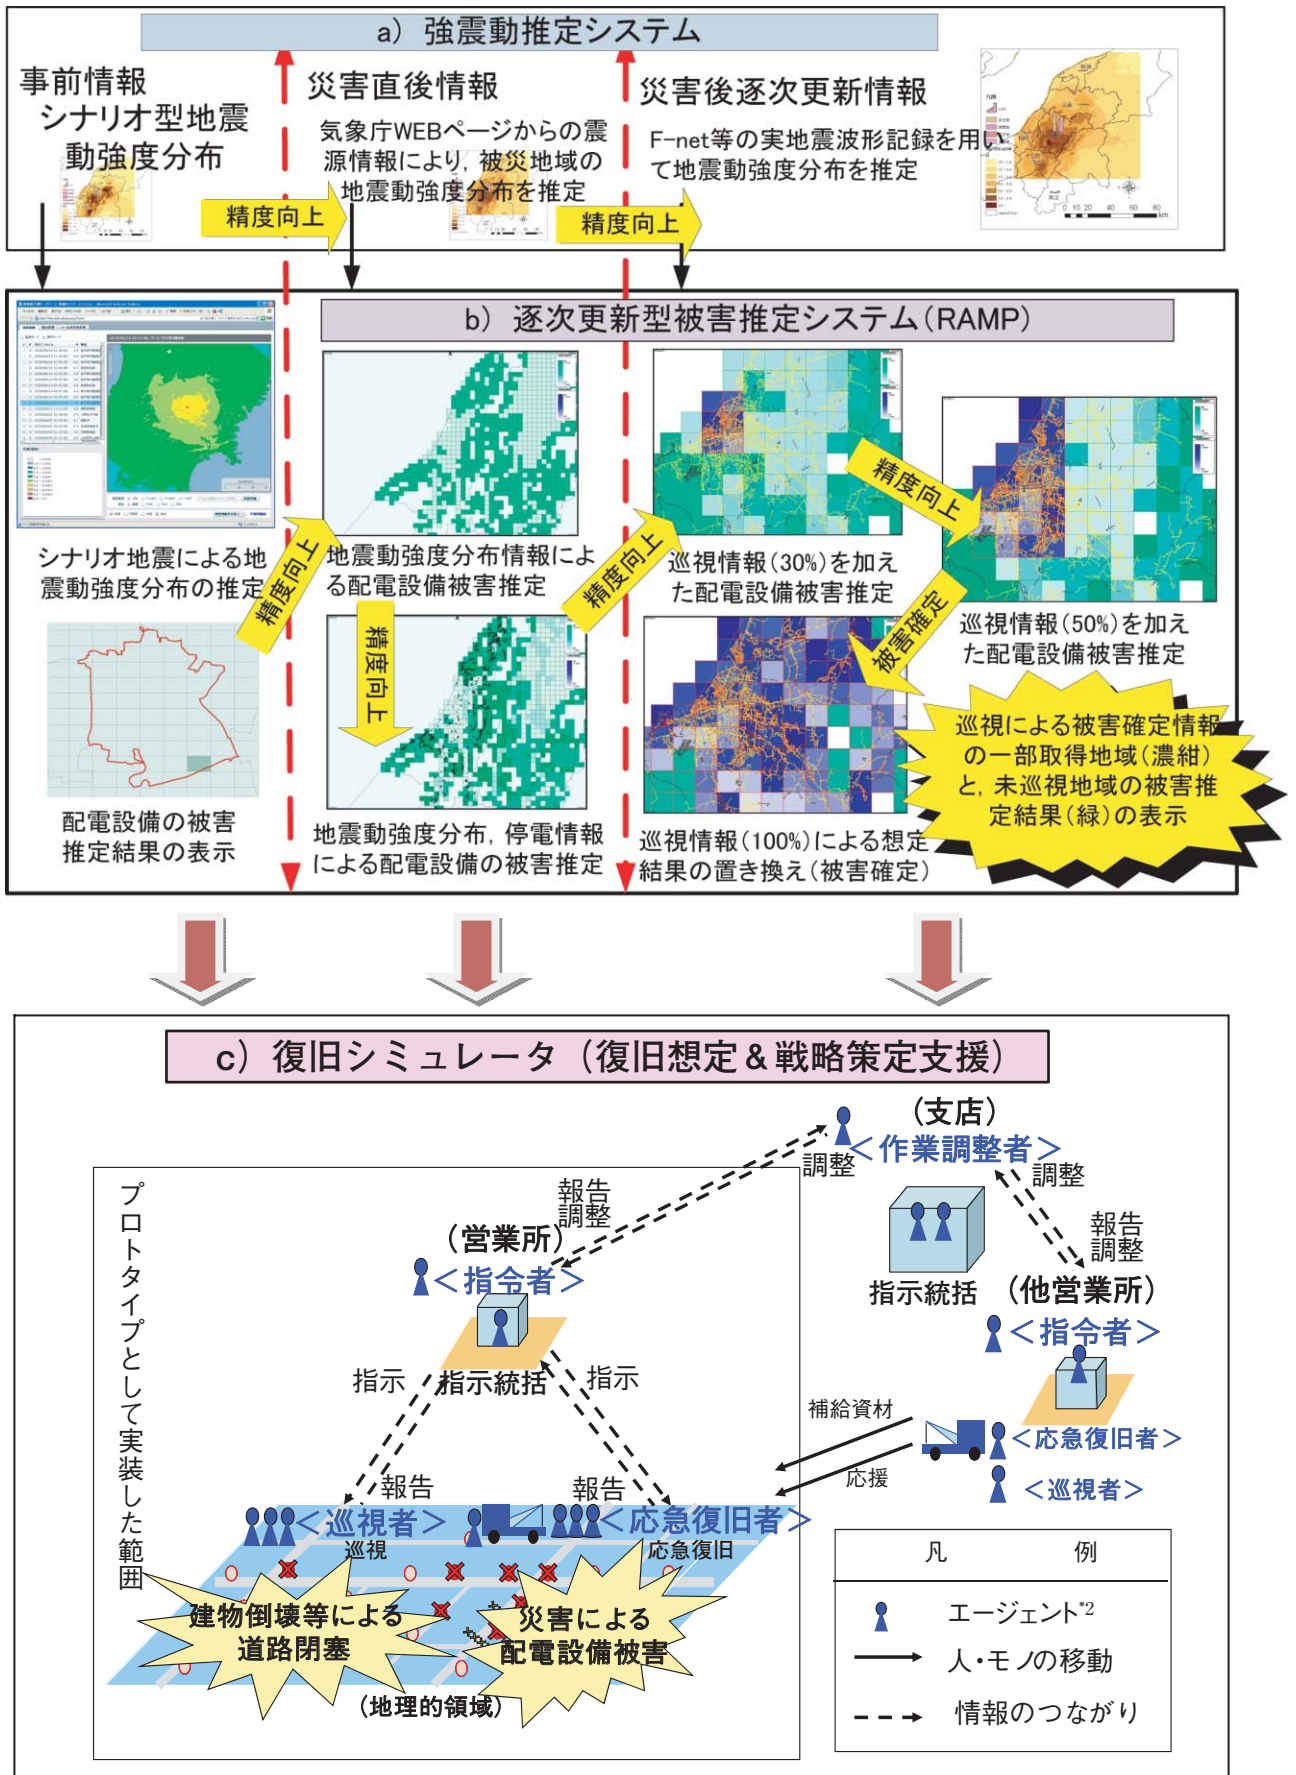 a) 強震動推定システム
事前情報
シナリオ型地震
動強度分布
災害直後情報
気象庁WEBページからの震
源情報により, 被災地域の
地震動強度分布を推定
災害後逐次更新情報
F-net等の実地震波形記録を用い
て地震動強度分布を推定
精度向上
精度向上
0 10 20 40 60 80
km
b) 逐次更新型被害推定システム(RAMP)
シナリオ地震による地
震動強度分布の推定
配電設備の被害
推定結果の表示
精度向上
地震動強度分布情報によ
る配電設備被害推定
精度向上
地震動強度分布, 停電情報
による配電設備の被害推定
精度向上
巡視情報(30%)を加え
た配電設備被害推定
精度向上
巡視情報(50%)を加え
た配電設備被害推定
被害確定
巡視情報(100%)による想定
結果の置き換え(被害確定)
巡視による被害確定情報
の一部取得地域(濃紺)
と, 未巡視地域の被害推
定結果(緑)の表示
c) 復旧シミュレータ(復旧想定&戦略策定支援)
プロトタイプとして実装した範囲
(支店)
<作業調整者>
調整
調整
報告
調整
報告
調整
指示統括
(営業所)
<指令者>
指示統括
(他営業所)
<指令者>
指示
指示
報告
報告
補給資材
応援
<応急復旧者>
<巡視者>
<巡視者>
巡視
<応急復旧者>
応急復旧
建物倒壊等による
道路閉塞
災害による
配電設備被害
(地理的領域)
凡 例
エージェント*2
人・モノの移動
情報のつながり